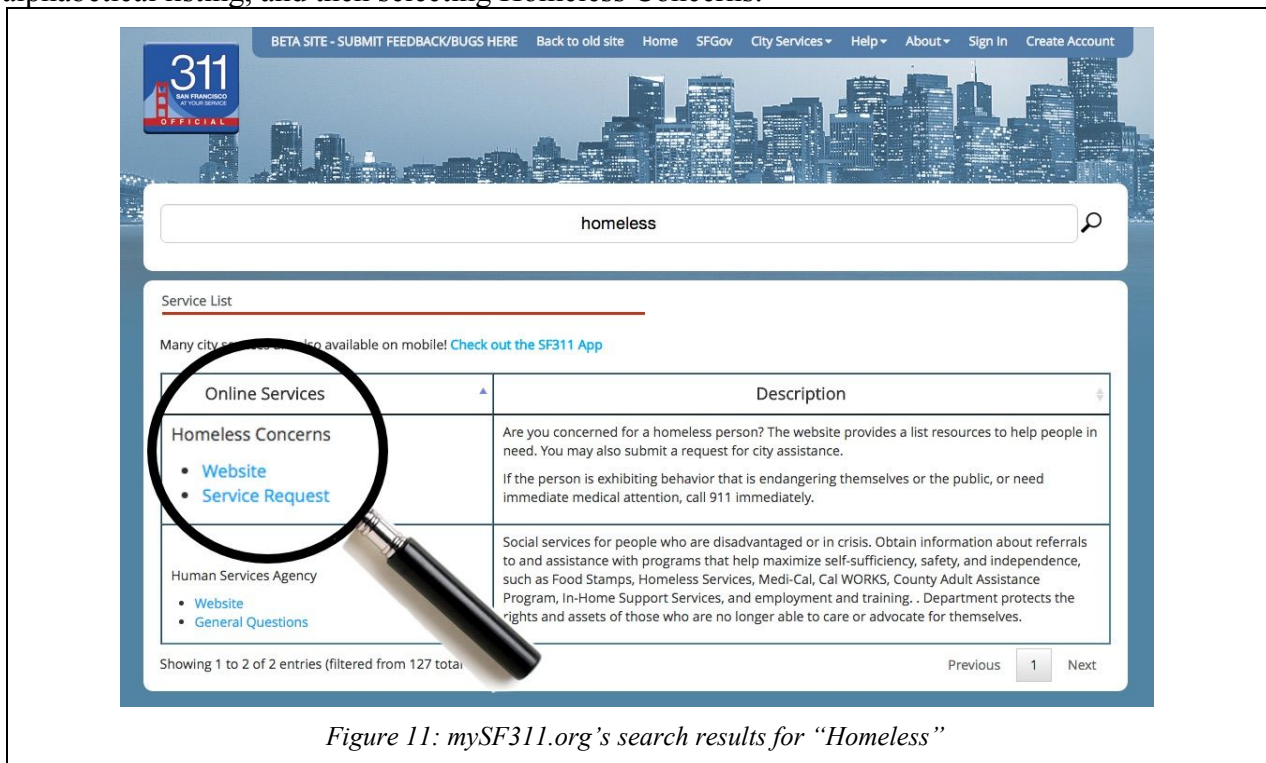 alphabetical listing, and then selecting Homeless Concerns.
BETA SITE - SUBMIT FEEDBACK/BUGS HERE Back to old site Home SFGov City Services Help About Sign In Create Account
311
SAN FRANCISCO
AT YOUR SERVICE
OFFICIAL
homeless
Service List
Many city available on mobile! Check out the SF311 App
Online Services Description
Homeless Concerns
• Website
• Service Request
Are you concerned for a homeless person? The website provides a list resources to help people in
need. You may also submit a request for city assistance.
If the person is exhibiting behavior that is endangering themselves or the public, or need
immediate medical attention, call 911 immediately.
Human Services Agency
• Website
• General Questions
Social services for people who are disadvantaged or in crisis. Obtain information about referrals
to and assistance with programs that help maximize self-sufficiency, safety, and independence,
such as Food Stamps, Homeless Services, Medi-Cal, Cal WORKS, County Adult Assistance
Program, In-Home Support Services, and employment and training. . Department protects the
rights and assets of those who are no longer able to care or advocate for themselves.
Showing 1 to 2 of 2 entries (filtered from 127 total
Previous 1 Next
Figure 11: mySF311.org’s search results for “Homeless”